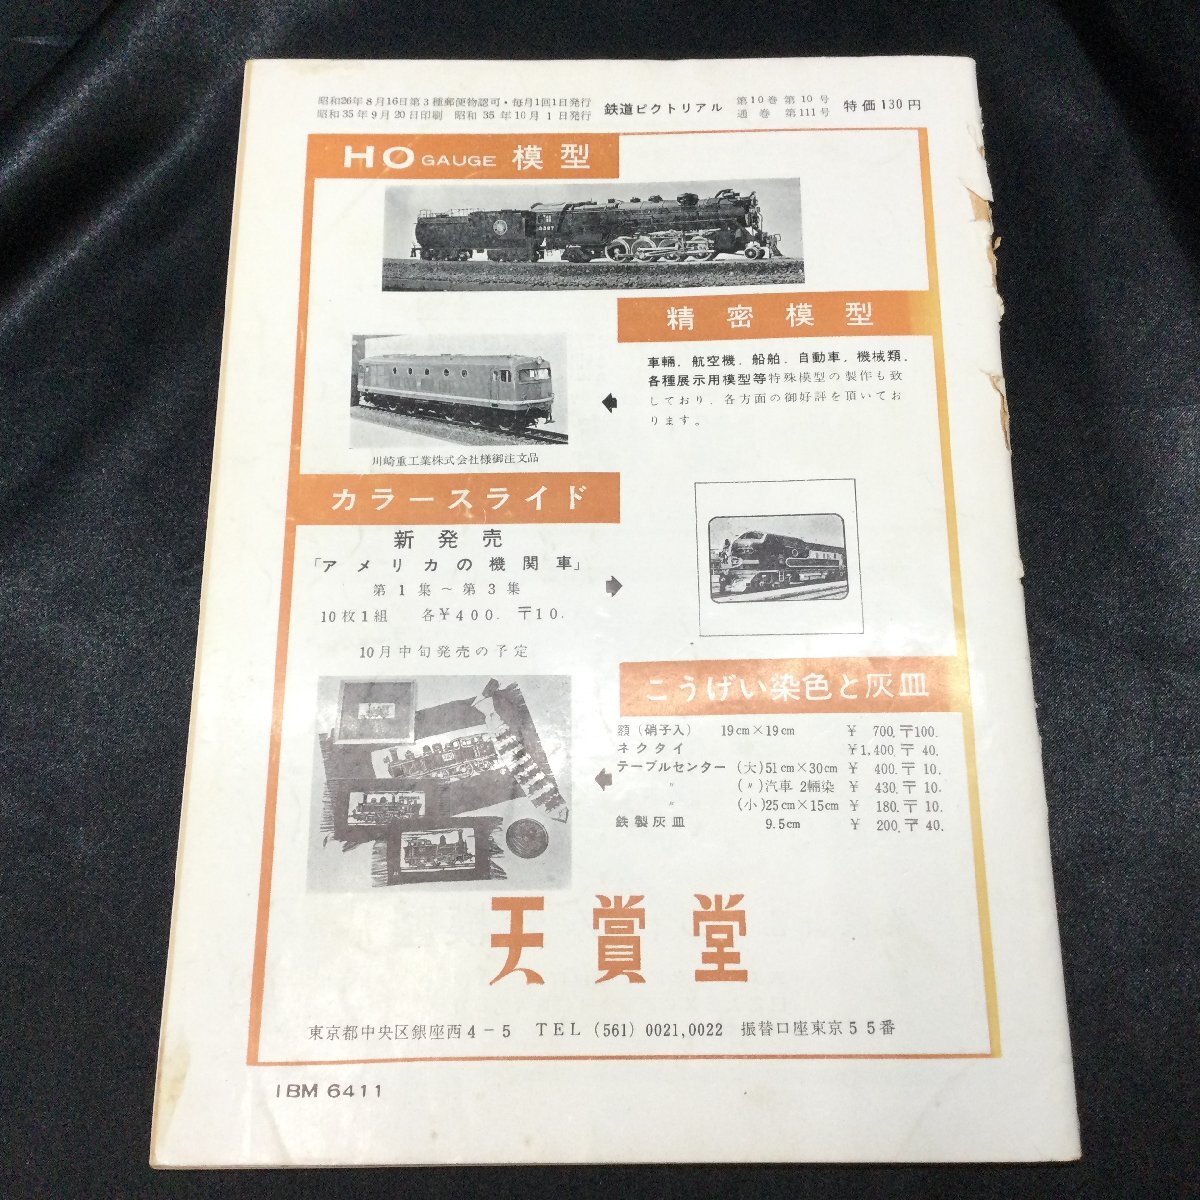 昭和26年8月16日第3種郵便物認可・毎月1回1日発行
昭和35年9月20日印刷 昭和35年10月1日発行
鉄道ピクトリアル
第10巻 第10号
通巻 第111号
特価130円
HO GAUGE 模型
精密模型
車輛．航空機．船舶．自動車．機械類．
各種展示用模型等特殊模型の製作も致
しており．各方面の御好評を頂いてお
ります。
川崎重工業株式会社様御注文品
カラースライド
新発売
「アメリカの機関車」
第1集～第3集
10枚1組 各¥400. 〒10.
10月中旬発売の予定
こうげい染色と灰皿
額（硝子入） 19cm×19cm ¥ 700. 〒100.
ネクタイ ¥1,400 〒 40.
テーブルセンター (大) 51cm×30cm ¥ 400. 〒 10.
〃 (〃) 汽車 2輛染 ¥ 430. 〒 10.
〃 (小) 25cm×15cm ¥ 180. 〒 10.
鉄製灰皿 9.5cm ¥ 200. 〒 40.
天賞堂
東京都中央区銀座西4-5 TEL (561) 0021,0022 振替口座東京55番
IBM 6411